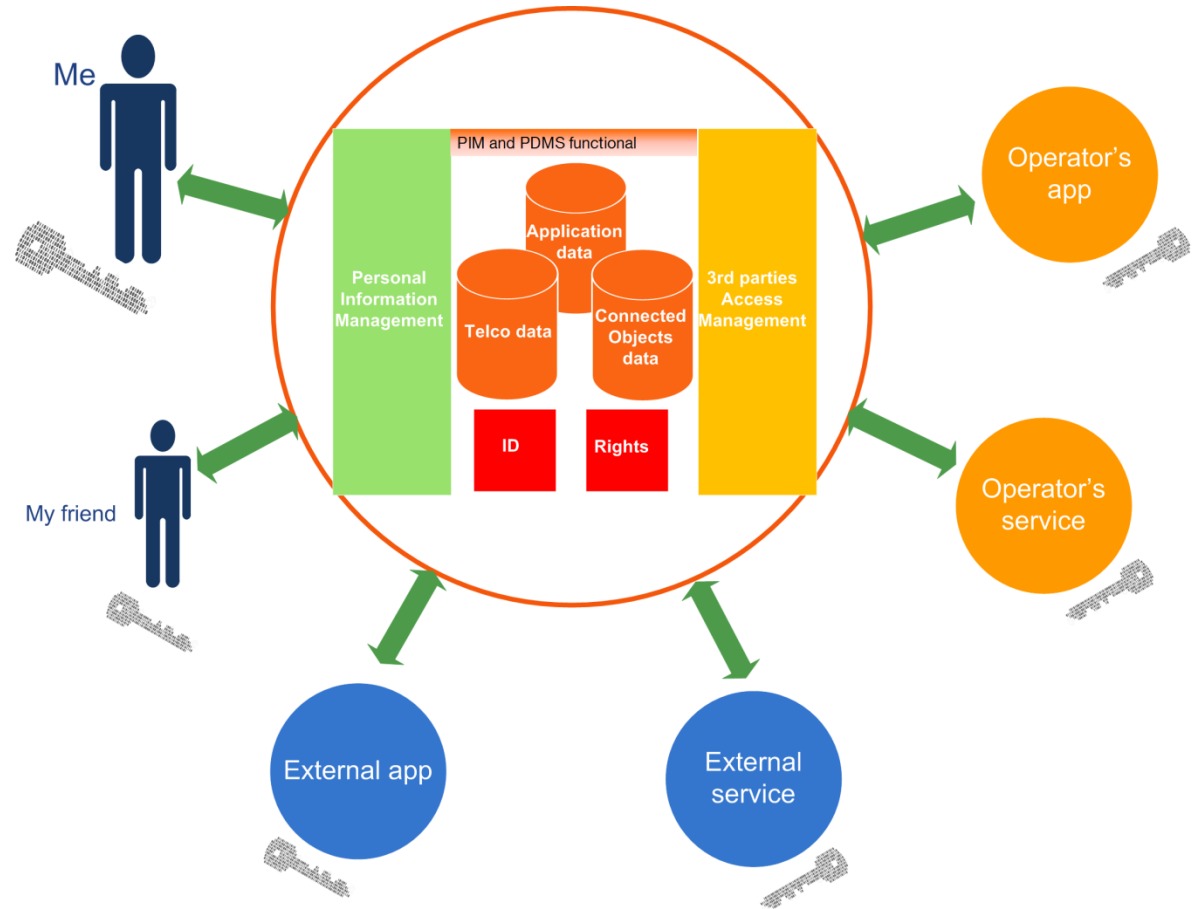 Me
PIM and PDMS functional
Operator's
app
Application
data
Personal
Information
Management
3rd parties
Access
Management
Telco data
Connected
Objects
data
ID
Rights
My friend
Operator's
service
External app
External
service